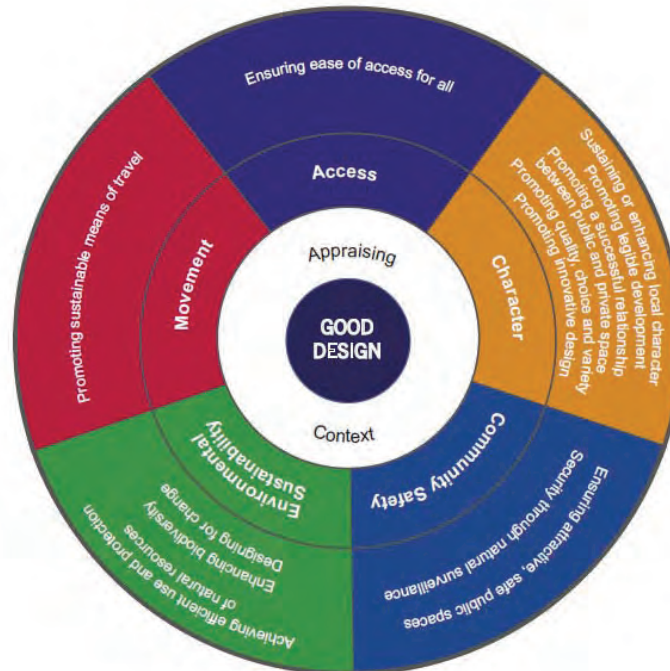 Ensuring ease of access for all
Access
Sustaining or enhancing local character
Promoting legible development
Promoting a successful relationship
between public and private space
Promoting quality, choice and variety
Promoting innovative design
Character
Community Safety
Ensuring attractive, safe public spaces
Security through natural surveillance
Environmental
Sustainability
Achieving efficient use and protection
of natural resources
Enhancing biodiversity
Designing for change
Movement
Promoting sustainable means of travel
Appraising
GOOD
DESIGN
Context